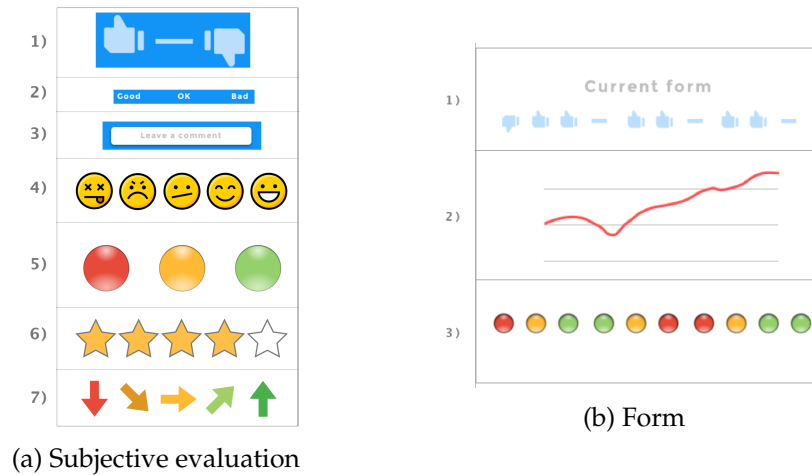 1)
2)
Good OK Bad
3)
Leave a comment
4)
5)
6)
7)
(a) Subjective evaluation
1)
Current form
2)
3)
(b) Form